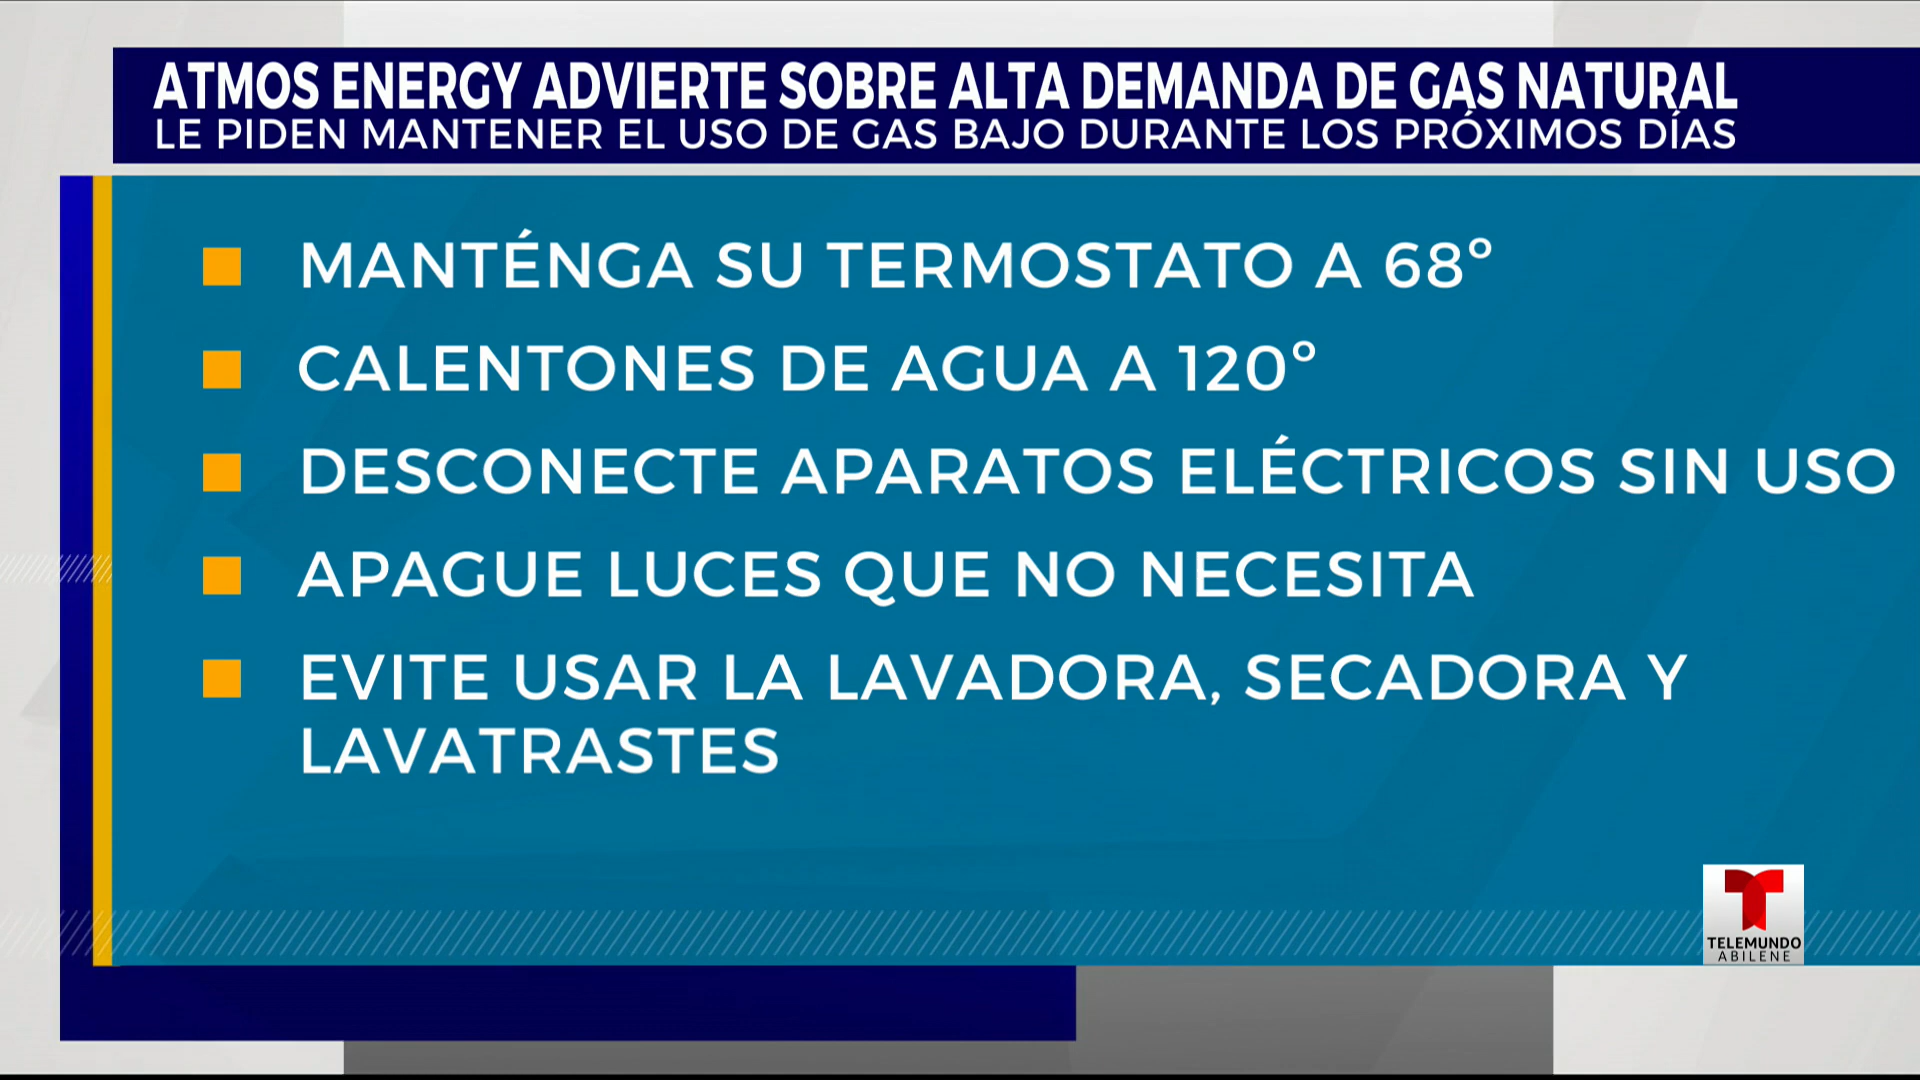 ATMOS ENERGY ADVIERTE SOBRE ALTA DEMANDA DE GAS NATURAL
LE PIDEN MANTENER EL USO DE GAS BAJO DURANTE LOS PRÓXIMOS DÍAS
MANTÉNGA SU TERMOSTATO A 68º
CALENTONES DE AGUA A 120º
DESCONECTE APARATOS ELÉCTRICOS SIN USO
APAGUE LUCES QUE NO NECESITA
EVITE USAR LA LAVADORA, SECADORA Y
LAVATRASTES
TELEMUNDO
ABILENE